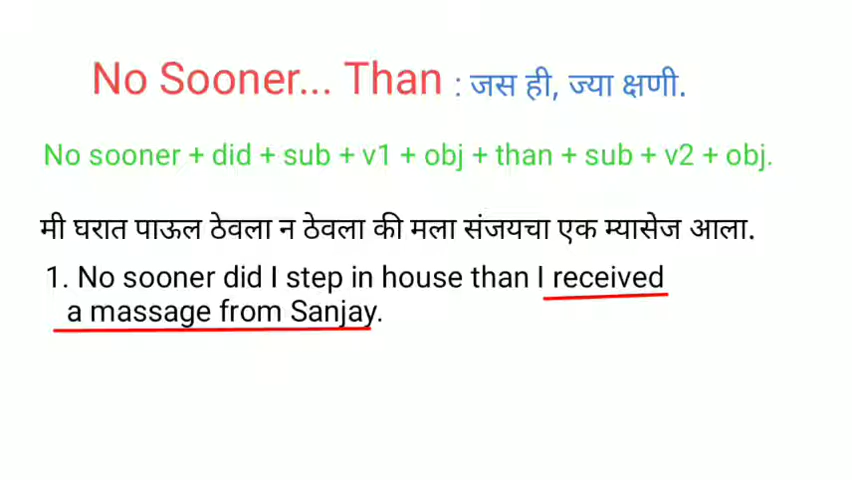 No Sooner... Than : जस ही, ज्या क्षणी.
No sooner + did + sub + v1 + obj + than + sub + v2 + obj.
मी घरात पाऊल ठेवला न ठेवला की मला संजयचा एक म्यासेज आला.
1. No sooner did I step in house than I received
a massage from Sanjay.